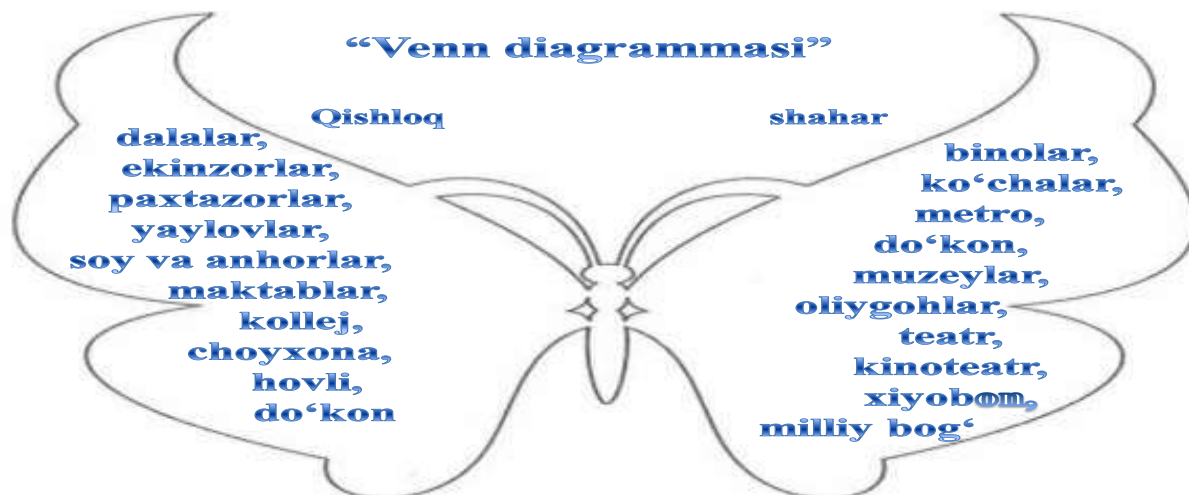 “Venn diagrammasi”
Qishloq
dalalar,
ekinzorlar,
paxtazorlar,
yaylovlar,
soy va anhorlar,
maktablar,
kollej,
choyxona,
hovli,
do‘kon
shahar
binolar,
ko‘chalar,
metro,
do‘kon,
muzeylar,
oliygohlar,
teatr,
kinoteatr,
milliy bog‘